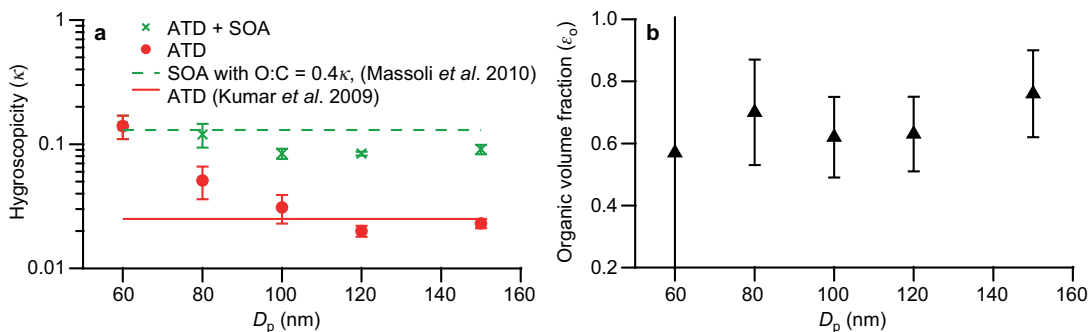 a
ATD + SOA
ATD
SOA with O:C = 0.4κ, (Massoli et al. 2010)
ATD (Kumar et al. 2009)
Hygroscopicity (κ)
1
0.1
0.01
60 80 100 120 140 160
Dp (nm)
b
Organic volume fraction (εo)
1.0
0.8
0.6
0.4
0.2
60 80 100 120 140 160
Dp (nm)